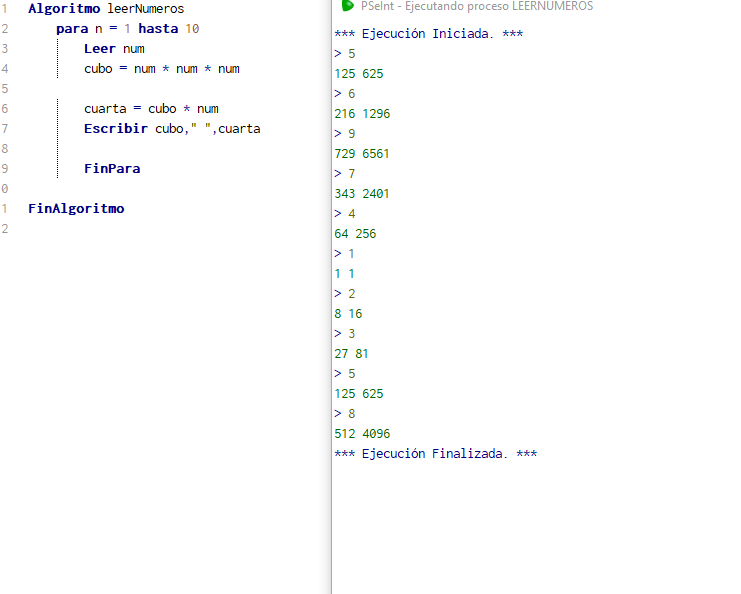 1 Algoritmo leerNumeros
2 para n = 1 hasta 10
3 Leer num
4 cubo = num * num * num
5
6 cuarta = cubo * num
7 Escribir cubo," ",cuarta
8
9 FinPara
0
1 FinAlgoritmo
2
PSeInt - Ejecutando proceso LEERNUMEROS
*** Ejecución Iniciada. ***
> 5
125 625
> 6
216 1296
> 9
729 6561
> 7
343 2401
> 4
64 256
> 1
1 1
> 2
8 16
> 3
27 81
> 5
125 625
> 8
512 4096
*** Ejecución Finalizada. ***